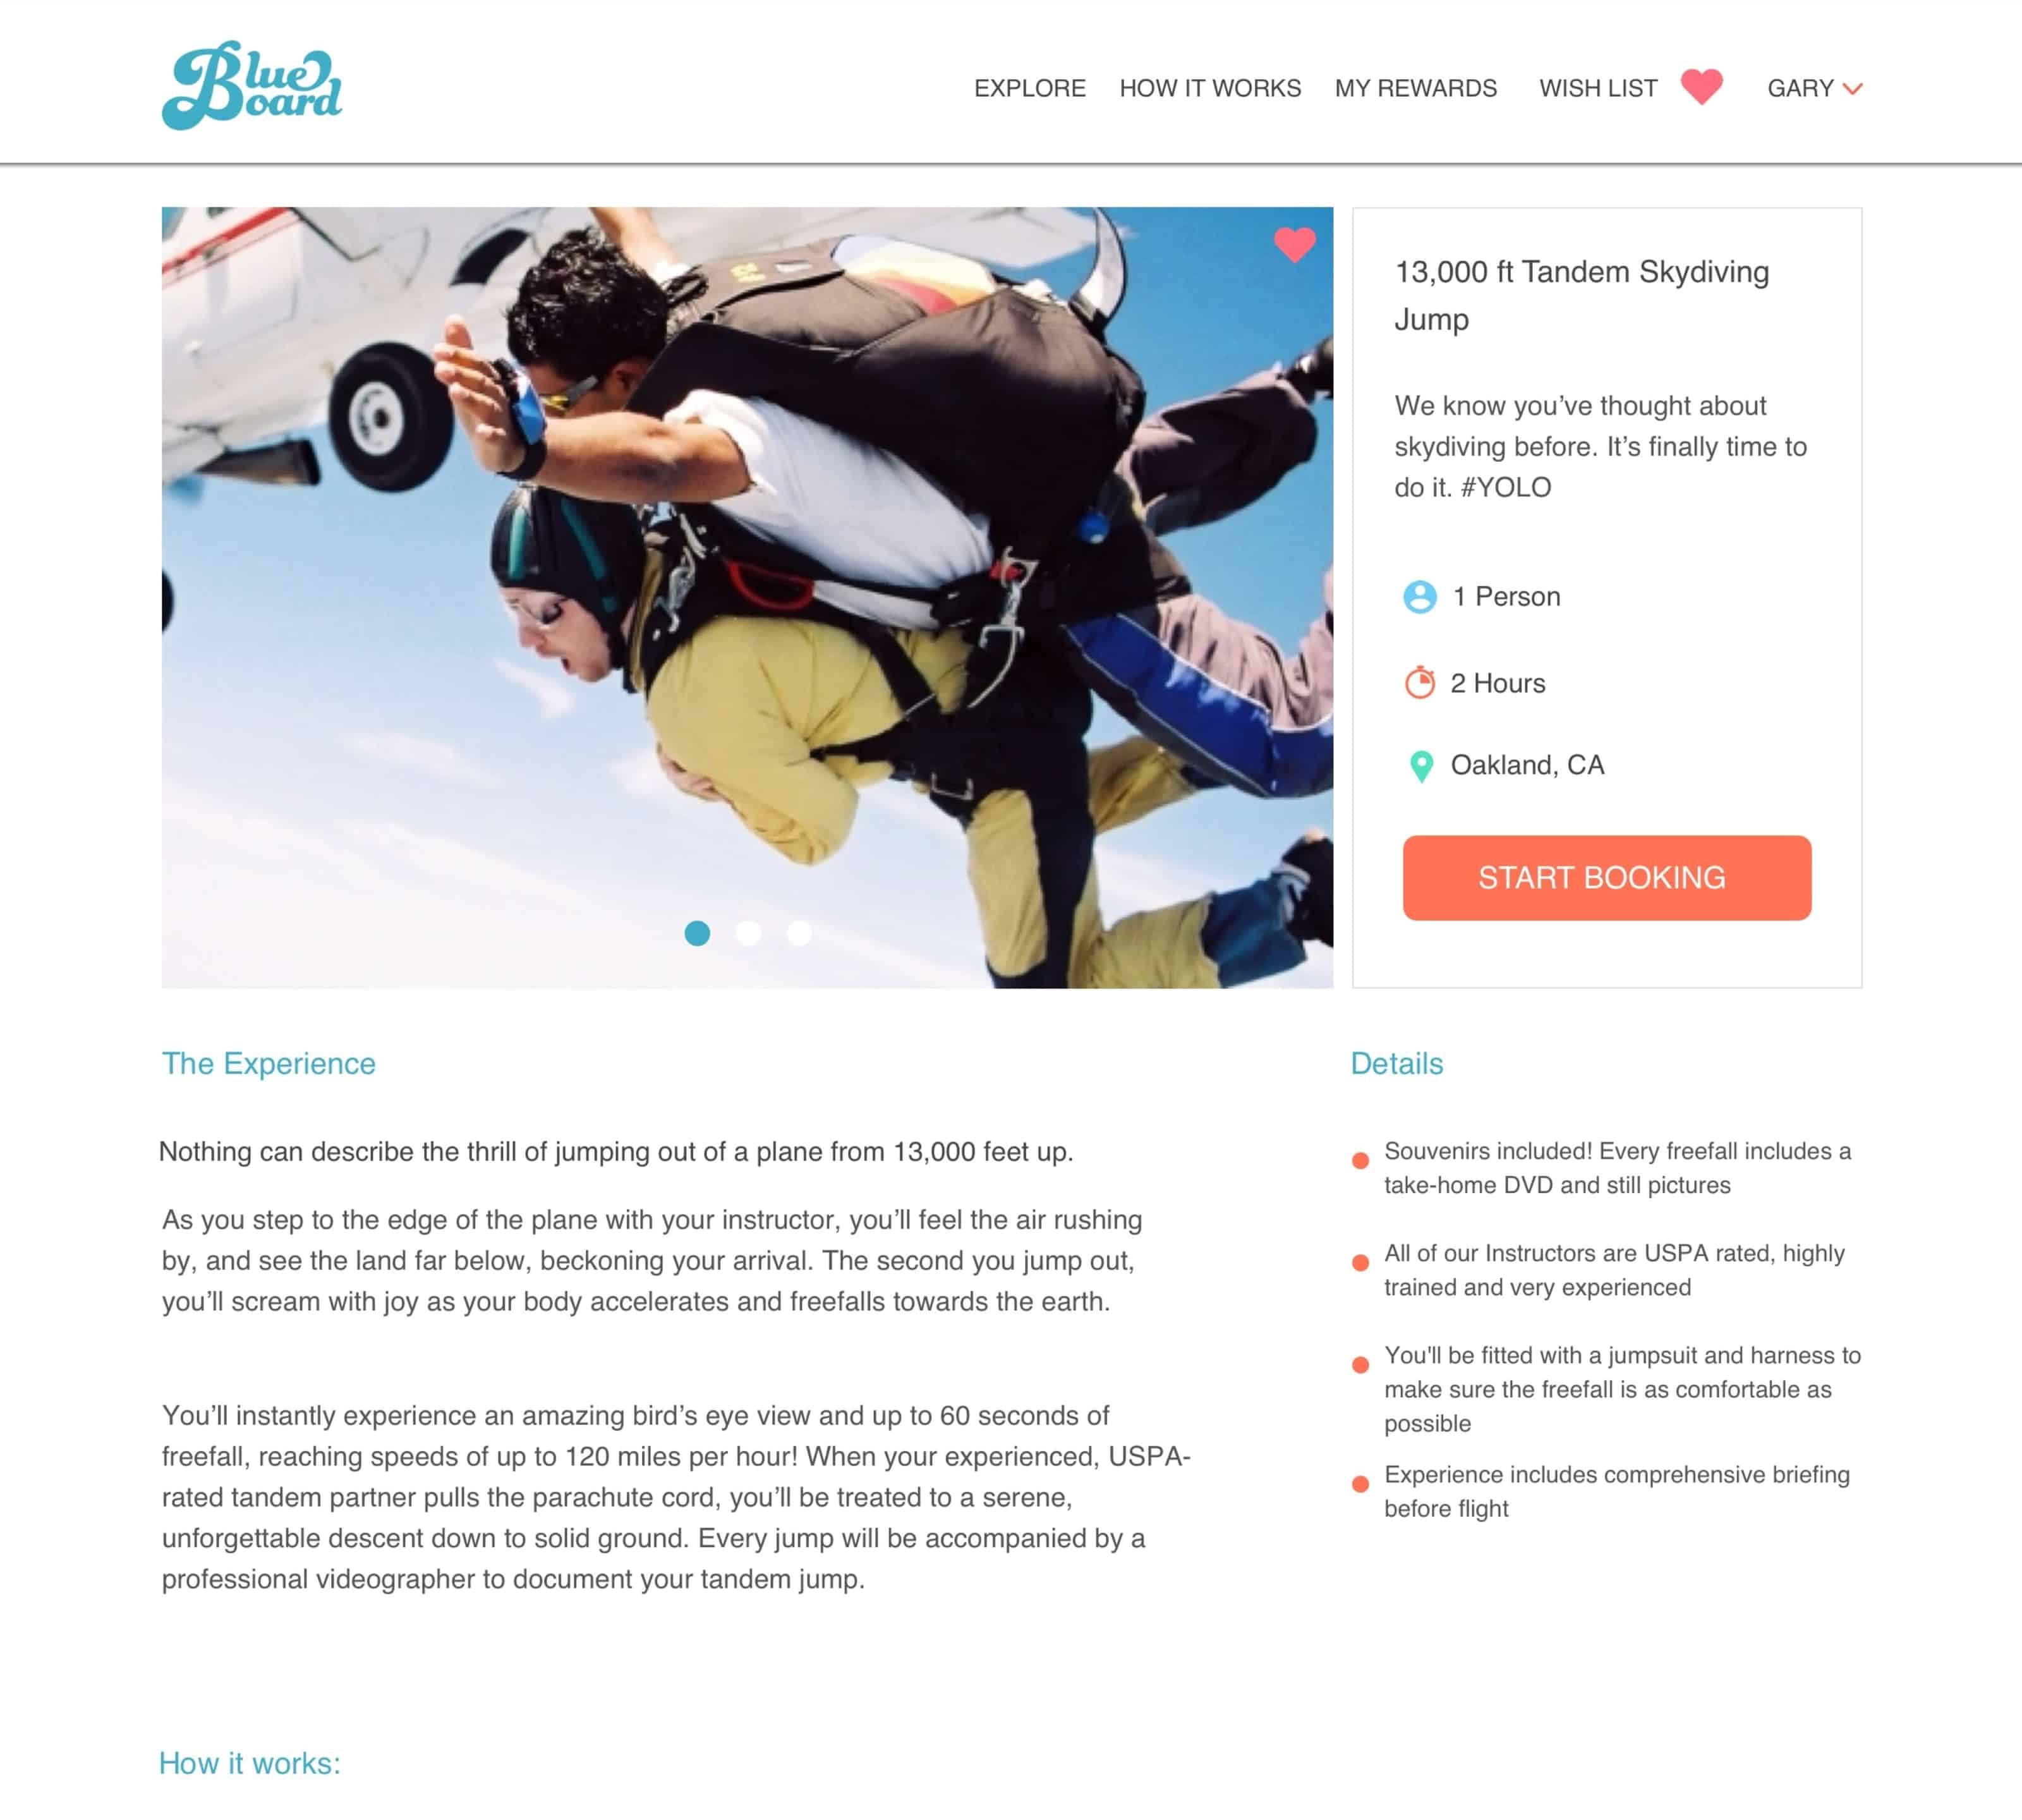 Blue
Board
EXPLORE
HOW IT WORKS
MY REWARDS
WISH LIST
GARY
13,000 ft Tandem Skydiving
Jump
We know you’ve thought about
skydiving before. It’s finally time to
do it. #YOLO
1 Person
2 Hours
Oakland, CA
START BOOKING
The Experience
Nothing can describe the thrill of jumping out of a plane from 13,000 feet up.
As you step to the edge of the plane with your instructor, you’ll feel the air rushing
by, and see the land far below, beckoning your arrival. The second you jump out,
you’ll scream with joy as your body accelerates and freefalls towards the earth.
You’ll instantly experience an amazing bird’s eye view and up to 60 seconds of
freefall, reaching speeds of up to 120 miles per hour! When your experienced, USPA-
rated tandem partner pulls the parachute cord, you’ll be treated to a serene,
unforgettable descent down to solid ground. Every jump will be accompanied by a
professional videographer to document your tandem jump.
Details
Souvenirs included! Every freefall includes a
take-home DVD and still pictures
All of our Instructors are USPA rated, highly
trained and very experienced
You'll be fitted with a jumpsuit and harness to
make sure the freefall is as comfortable as
possible
Experience includes comprehensive briefing
before flight
How it works: